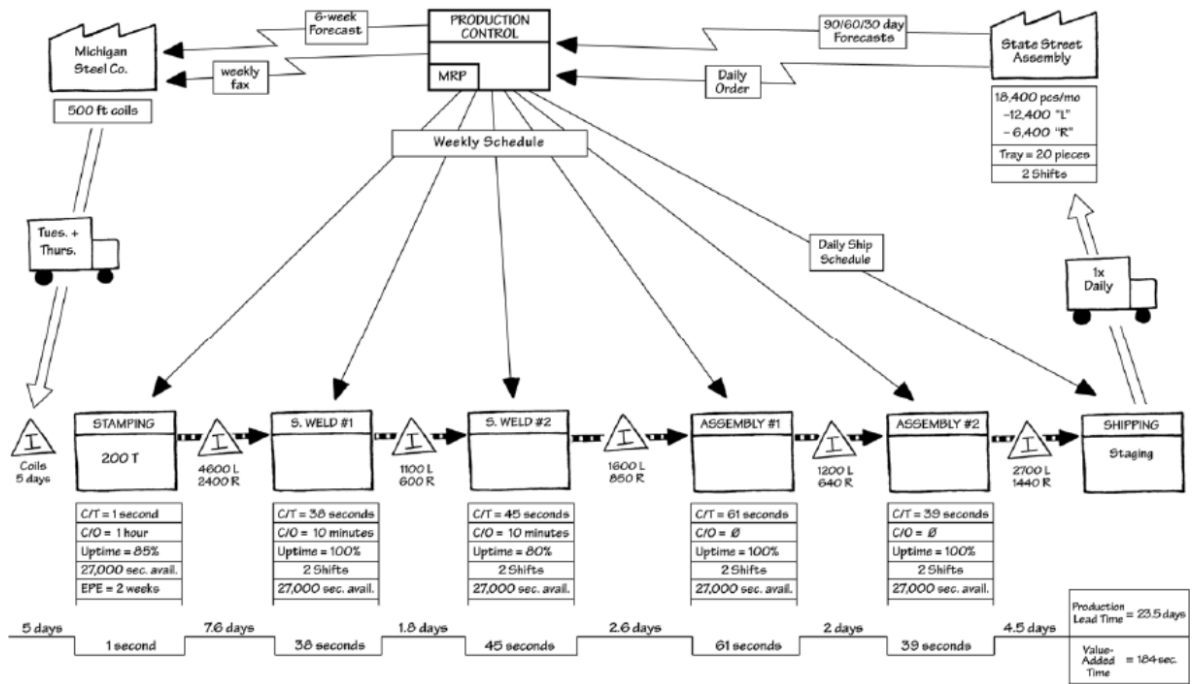 6-week
Forecast
PRODUCTION
CONTROL
90/60/30 day
Forecasts
Michigan
Steel Co.
State Street
Assembly
weekly
fax
MRP
Daily
Order
500 ft coils
18,400 pcs/mo
-12,400 "L"
- 6,400 "R"
Tray = 20 pieces
2 Shifts
Weekly Schedule
Tues. +
Thurs.
Daily Ship
Schedule
1x
Daily
I
Coils
5 days
STAMPING
200 T
I
4600 L
2400 R
S. WELD #1
I
1100 L
600 R
S. WELD #2
I
1600 L
850 R
ASSEMBLY #1
I
1200 L
640 R
ASSEMBLY #2
I
2700 L
1440 R
SHIPPING
Staging
C/T = 1 second
C/O = 1 hour
Uptime = 85%
27,000 sec. avail.
EPE = 2 weeks
C/T = 38 seconds
C/O = 10 minutes
Uptime = 100%
2 Shifts
27,000 sec. avail.
C/T = 45 seconds
C/O = 10 minutes
Uptime = 80%
2 Shifts
27,000 sec. avail.
C/T = 61 seconds
C/O = Ø
Uptime = 100%
2 Shifts
27,000 sec. avail.
C/T = 39 seconds
C/O = Ø
Uptime = 100%
2 Shifts
27,000 sec. avail.
5 days
1 second
7.6 days
38 seconds
1.8 days
45 seconds
2.6 days
61 seconds
2 days
39 seconds
4.5 days
Production
Lead Time = 23.5 days
Value-
Added = 184 sec.
Time